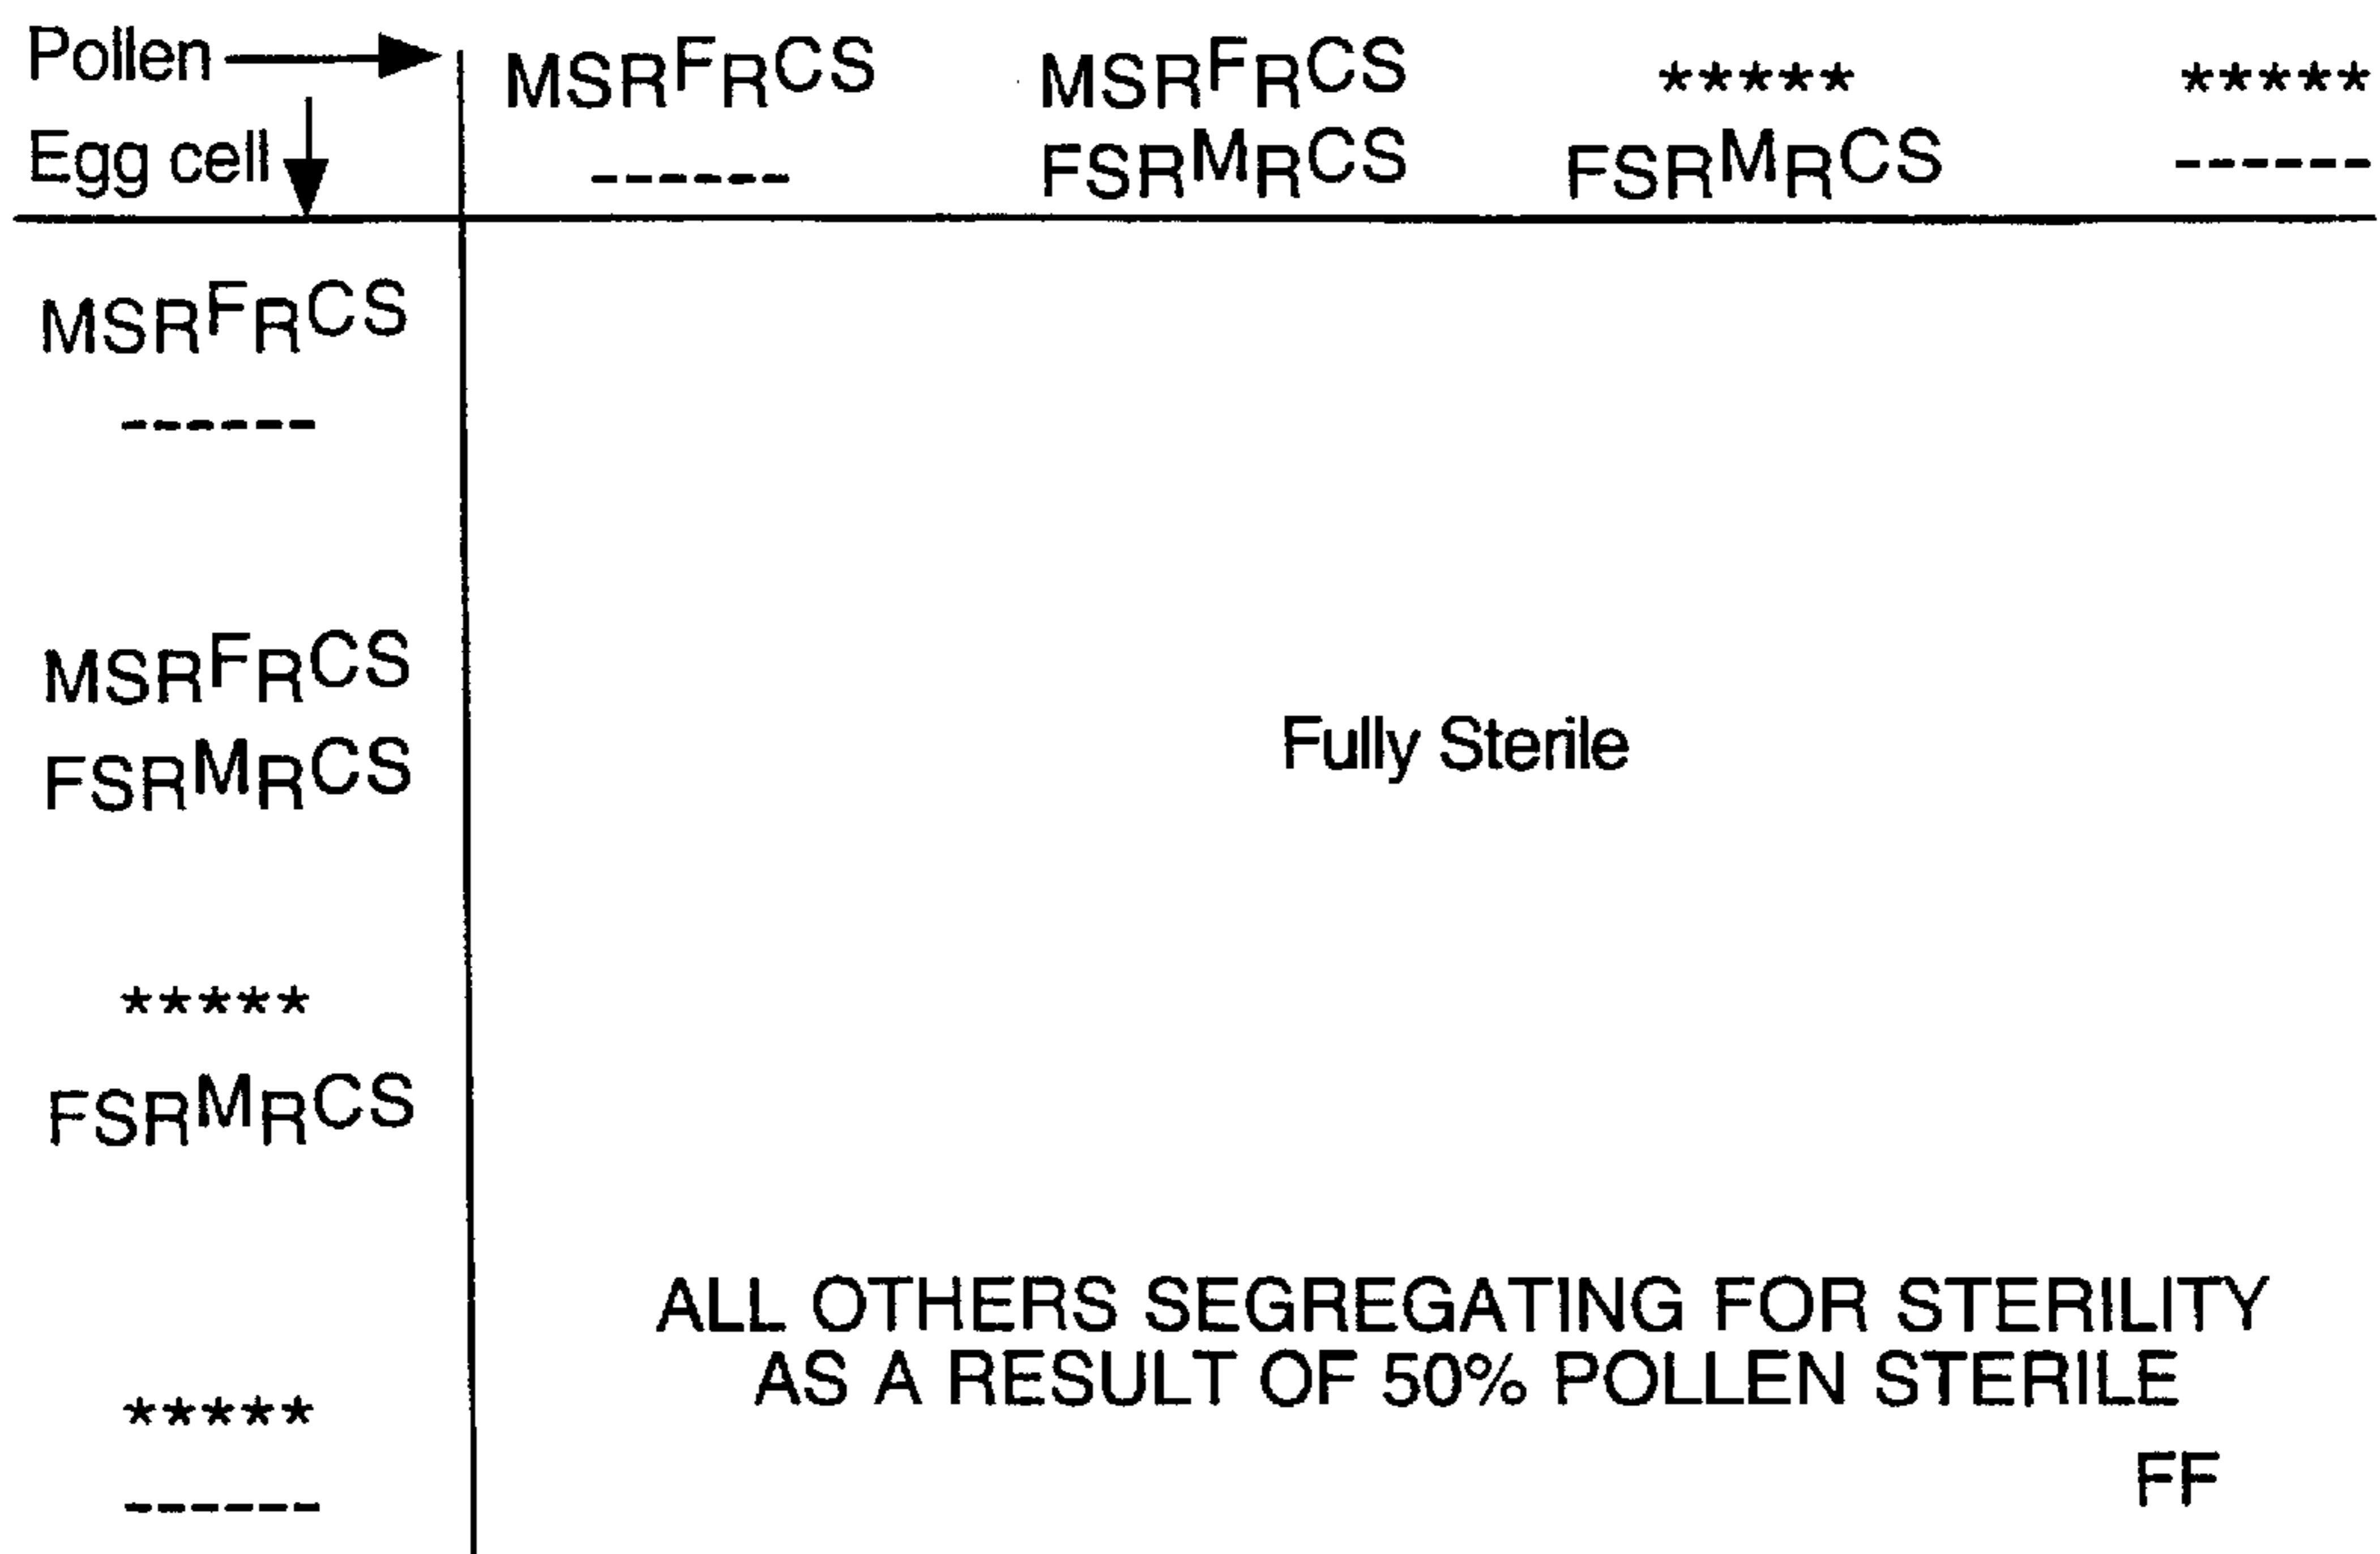 Pollen
MSRFRCS MSRFRCS ***** *****
Egg cell
------ FSRMRCS FSRMRCS ------
MSRFRCS
------
MSRFRCS
FSRMRCS
Fully Sterile
*****
FSRMRCS
ALL OTHERS SEGREGATING FOR STERILITY
AS A RESULT OF 50% POLLEN STERILE
*****
FF
------